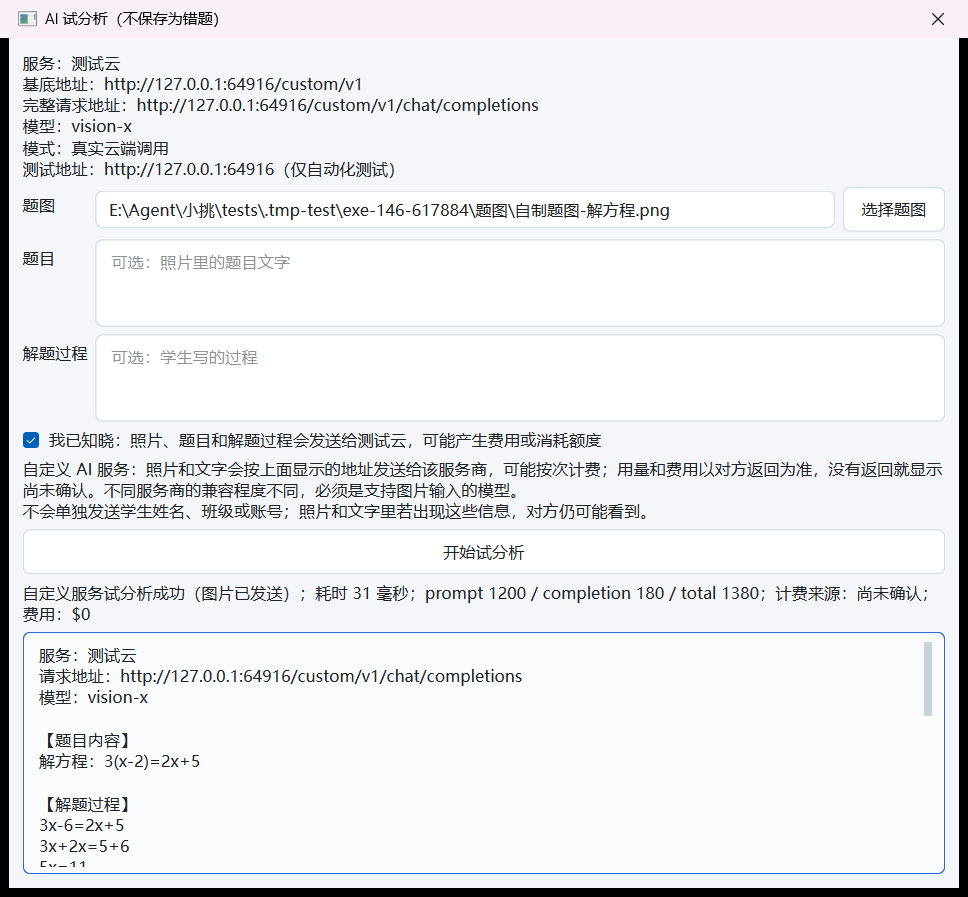 AI 试分析（不保存为错题）
服务：测试云
基底地址：http://127.0.0.1:64916/custom/v1
完整请求地址：http://127.0.0.1:64916/custom/v1/chat/completions
模型：vision-x
模式：真实云端调用
测试地址：http://127.0.0.1:64916（仅自动化测试）
题图 E:\Agent\小挑\tests\.tmp-test\exe-146-617884\题图\自制题图-解方程.png 选择题图
题目 可选：照片里的题目文字
解题过程 可选：学生写的过程
我已知晓：照片、题目和解题过程会发送给测试云，可能产生费用或消耗额度
自定义 AI 服务：照片和文字会按上面显示的地址发送给该服务商，可能按次计费；用量和费用以对方返回为准，没有返回就显示
尚未确认。不同服务商的兼容程度不同，必须是支持图片输入的模型。
不会单独发送学生姓名、班级或账号；照片和文字里若出现这些信息，对方仍可能看到。
开始试分析
自定义服务试分析成功（图片已发送）；耗时 31 毫秒；prompt 1200 / completion 180 / total 1380；计费来源：尚未确认；
费用：$0
服务：测试云
请求地址：http://127.0.0.1:64916/custom/v1/chat/completions
模型：vision-x
【题目内容】
解方程：3(x-2)=2x+5
【解题过程】
3x-6=2x+5
3x+2x=5+6
5x=11